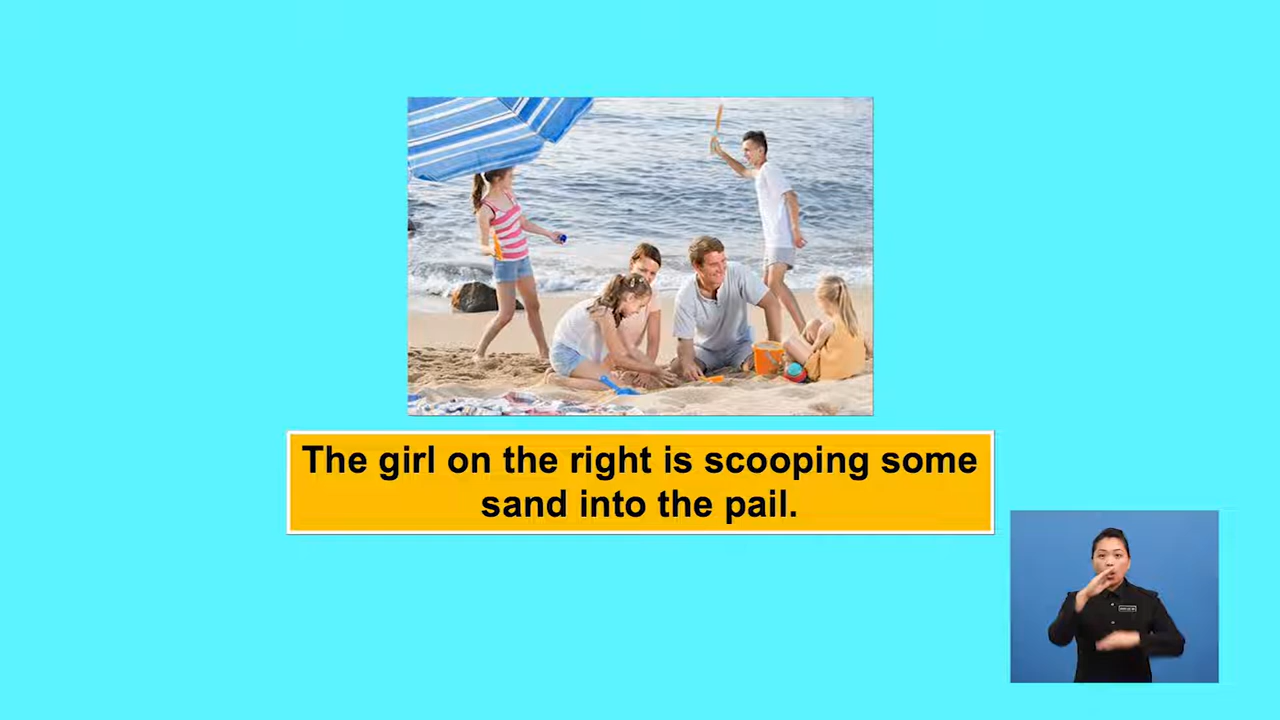 The girl on the right is scooping some
sand into the pail.